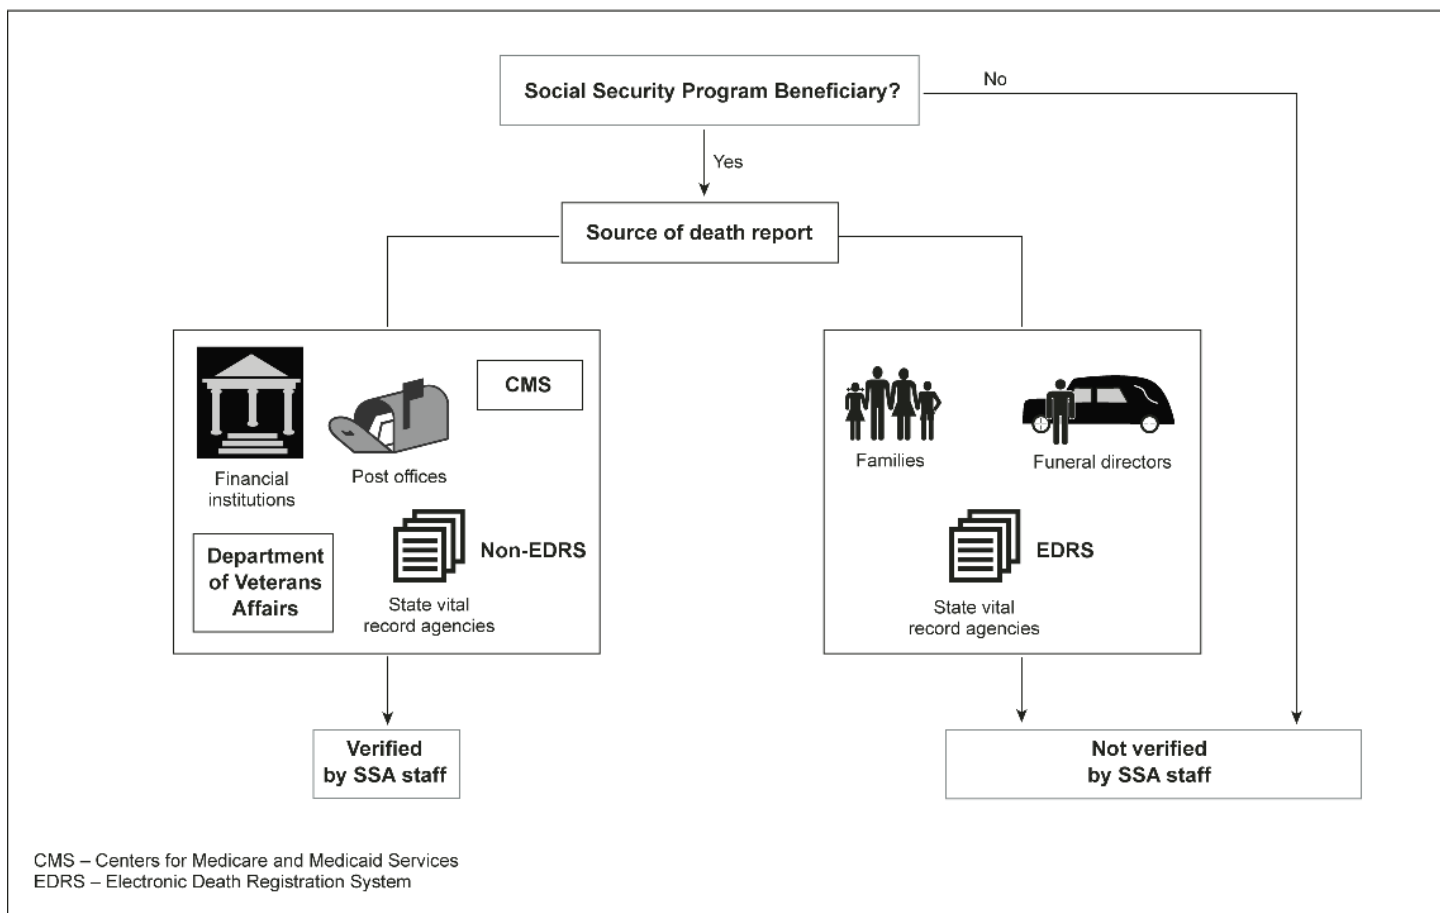 Social Security Program Beneficiary?
No
Yes
Source of death report
CMS
Financial
institutions
Post offices
Department
of Veterans
Affairs
Non-EDRS
State vital
record agencies
Families
Funeral directors
EDRS
State vital
record agencies
Verified
by SSA staff
Not verified
by SSA staff
CMS – Centers for Medicare and Medicaid Services
EDRS – Electronic Death Registration System